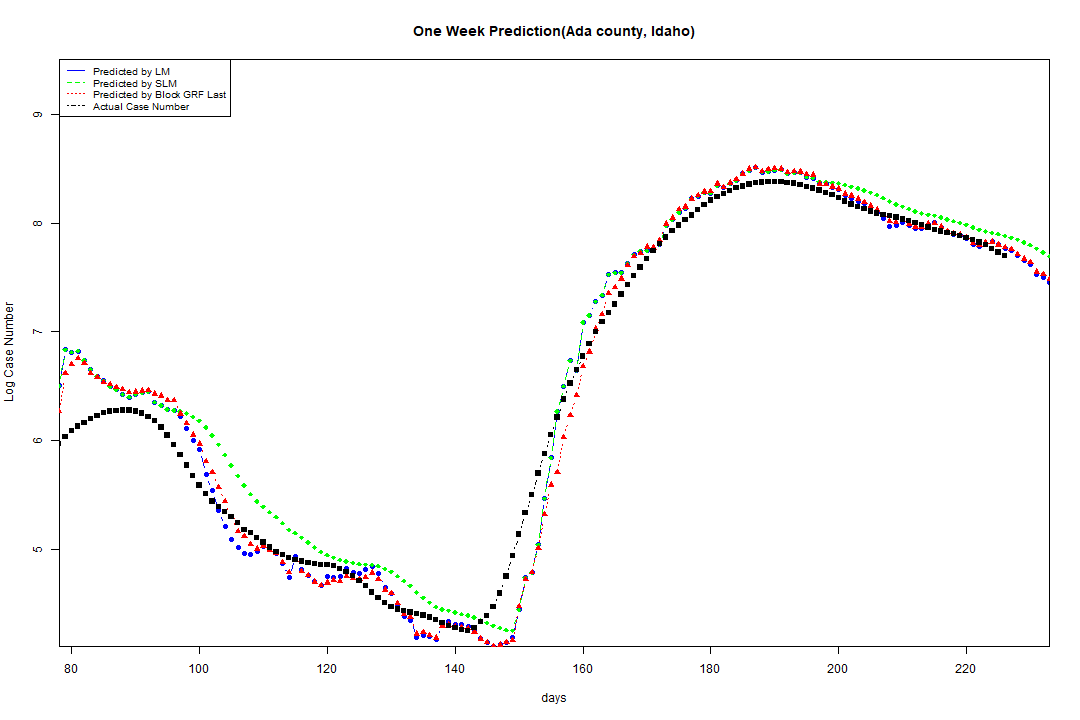 One Week Prediction(Ada county, Idaho)
Predicted by LM
Predicted by SLM
Predicted by Block GRF Last
Actual Case Number
9
8
7
6
5
Log Case Number
80 100 120 140 160 180 200 220
days